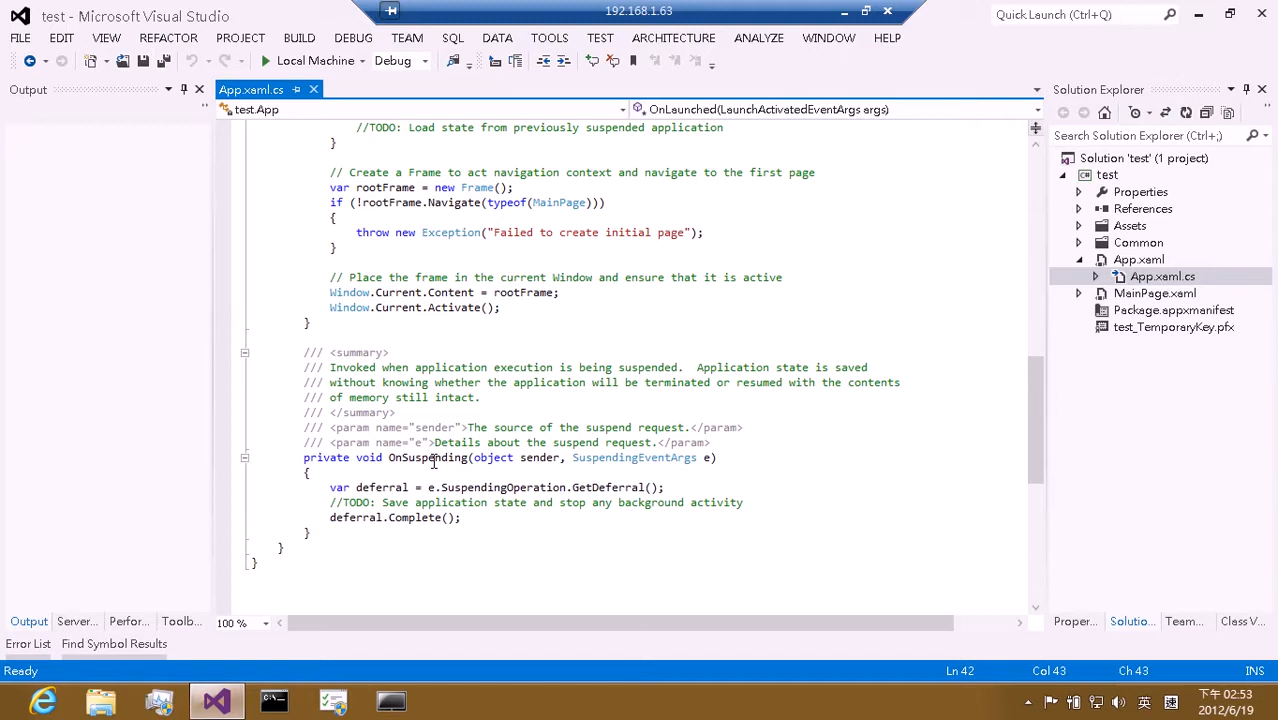 test - Microsoft Visual Studio
192.168.1.63
Quick Launch (Ctrl+Q)
FILE EDIT VIEW REFACTOR PROJECT BUILD DEBUG TEAM SQL DATA TOOLS TEST ARCHITECTURE ANALYZE WINDOW HELP
Local Machine Debug
Output
App.xaml.cs
Solution Explorer
test.App
OnLaunched(LaunchActivatedEventArgs args)
//TODO: Load state from previously suspended application
}
// Create a Frame to act navigation context and navigate to the first page
var rootFrame = new Frame();
if (!rootFrame.Navigate(typeof(MainPage)))
{
throw new Exception("Failed to create initial page");
}
// Place the frame in the current Window and ensure that it is active
Window.Current.Content = rootFrame;
Window.Current.Activate();
}
/// <summary>
/// Invoked when application execution is being suspended.  Application state is saved
/// without knowing whether the application will be terminated or resumed with the contents
/// of memory still intact.
/// </summary>
/// <param name="sender">The source of the suspend request.</param>
/// <param name="e">Details about the suspend request.</param>
private void OnSuspending(object sender, SuspendingEventArgs e)
{
var deferral = e.SuspendingOperation.GetDeferral();
//TODO: Save application state and stop any background activity
deferral.Complete();
}
}
}
100 %
Search Solution Explorer (Ctrl+;)
Solution 'test' (1 project)
test
Properties
References
Assets
Common
App.xaml
App.xaml.cs
MainPage.xaml
Package.appxmanifest
test_TemporaryKey.pfx
Output Server... Perfor... Toolb...
Proper... Solutio... Team... Class V...
Error List Find Symbol Results
Ready
Ln 42 Col 43 Ch 43 INS
英 速
下午 02:53
2012/6/19